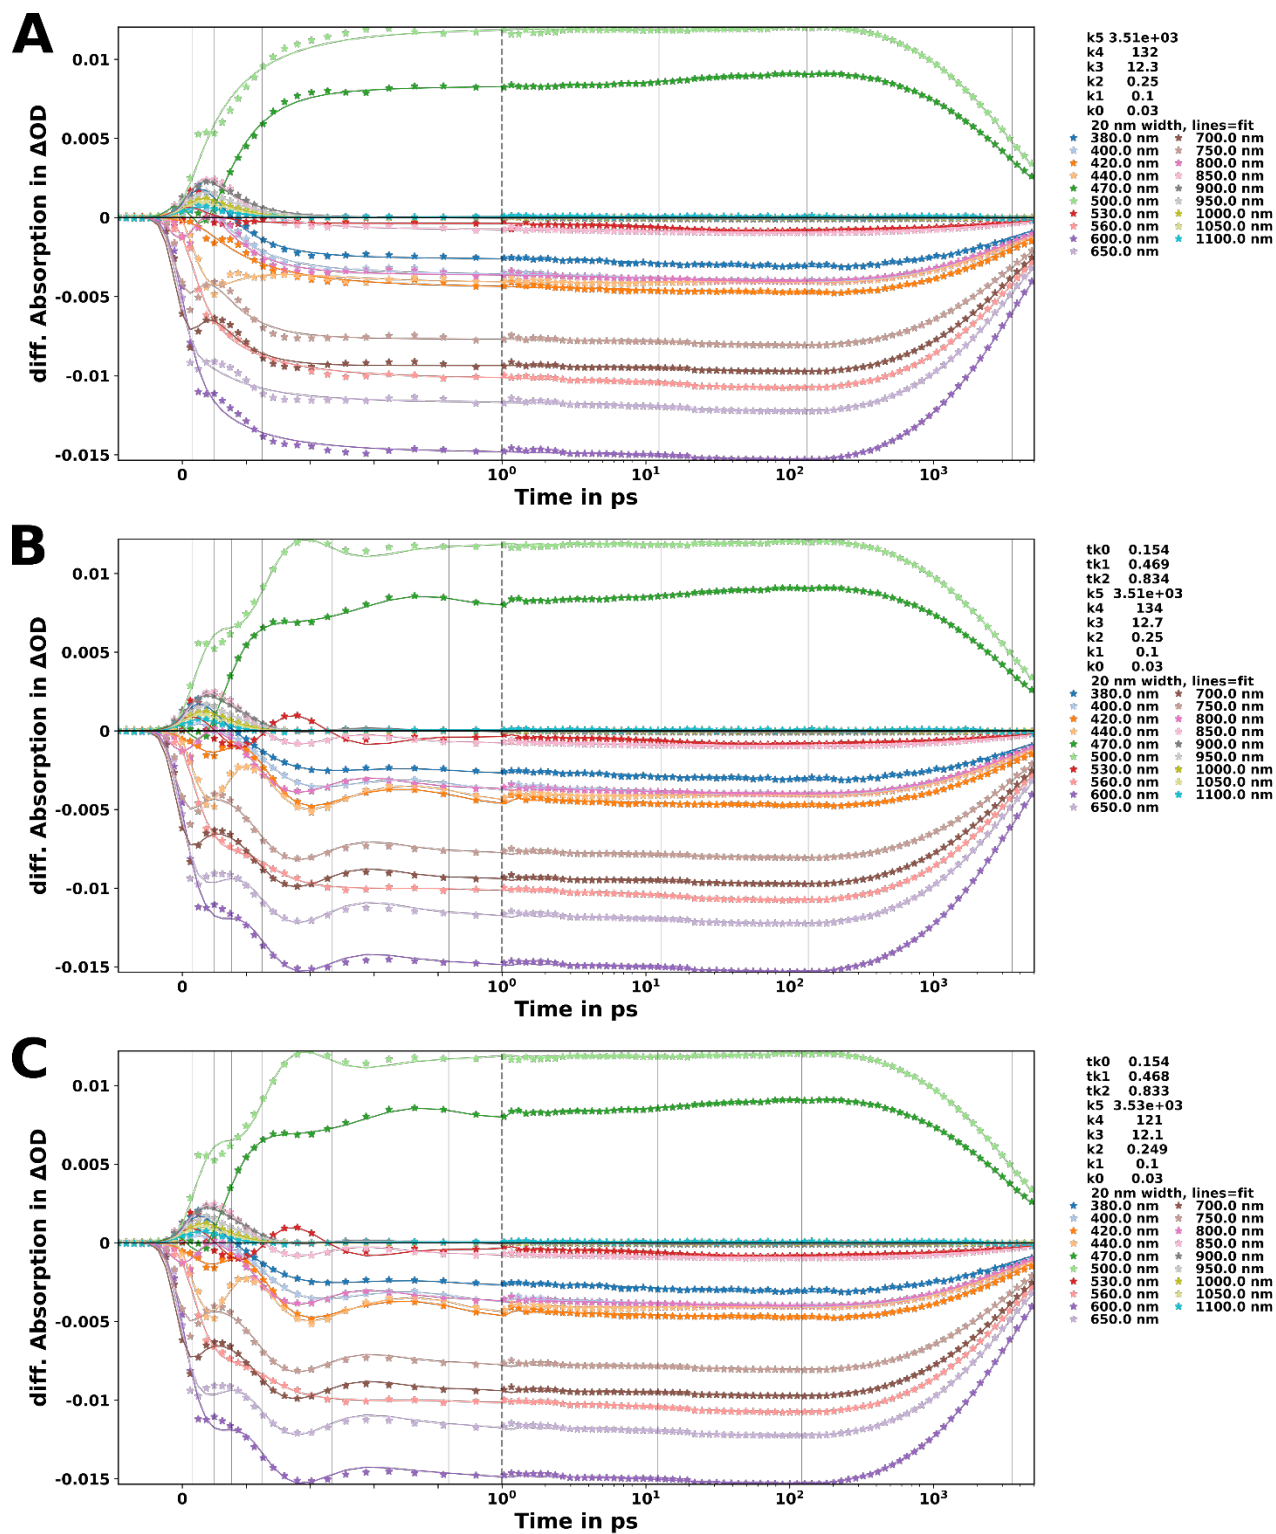 A
0.01
0.005
0
-0.005
-0.01
-0.015
diff. Absorption in ΔOD
0
10⁰
10¹
10²
10³
Time in ps
k5 3.51e+03
k4 132
k3 12.3
k2 0.25
k1 0.1
k0 0.03
20 nm width, lines=fit
380.0 nm 700.0 nm
400.0 nm 750.0 nm
420.0 nm 800.0 nm
440.0 nm 850.0 nm
470.0 nm 900.0 nm
500.0 nm 950.0 nm
530.0 nm 1000.0 nm
560.0 nm 1050.0 nm
600.0 nm 1100.0 nm
650.0 nm
B
0.01
0.005
0
-0.005
-0.01
-0.015
diff. Absorption in ΔOD
0
10⁰
10¹
10²
10³
Time in ps
tk0 0.154
tk1 0.469
tk2 0.834
k5 3.51e+03
k4 134
k3 12.7
k2 0.25
k1 0.1
k0 0.03
20 nm width, lines=fit
380.0 nm 700.0 nm
400.0 nm 750.0 nm
420.0 nm 800.0 nm
440.0 nm 850.0 nm
470.0 nm 900.0 nm
500.0 nm 950.0 nm
530.0 nm 1000.0 nm
560.0 nm 1050.0 nm
600.0 nm 1100.0 nm
650.0 nm
C
0.01
0.005
0
-0.005
-0.01
-0.015
diff. Absorption in ΔOD
0
10⁰
10¹
10²
10³
Time in ps
tk0 0.154
tk1 0.468
tk2 0.833
k5 3.53e+03
k4 121
k3 12.1
k2 0.249
k1 0.1
k0 0.03
20 nm width, lines=fit
380.0 nm 700.0 nm
400.0 nm 750.0 nm
420.0 nm 800.0 nm
440.0 nm 850.0 nm
470.0 nm 900.0 nm
500.0 nm 950.0 nm
530.0 nm 1000.0 nm
560.0 nm 1050.0 nm
600.0 nm 1100.0 nm
650.0 nm